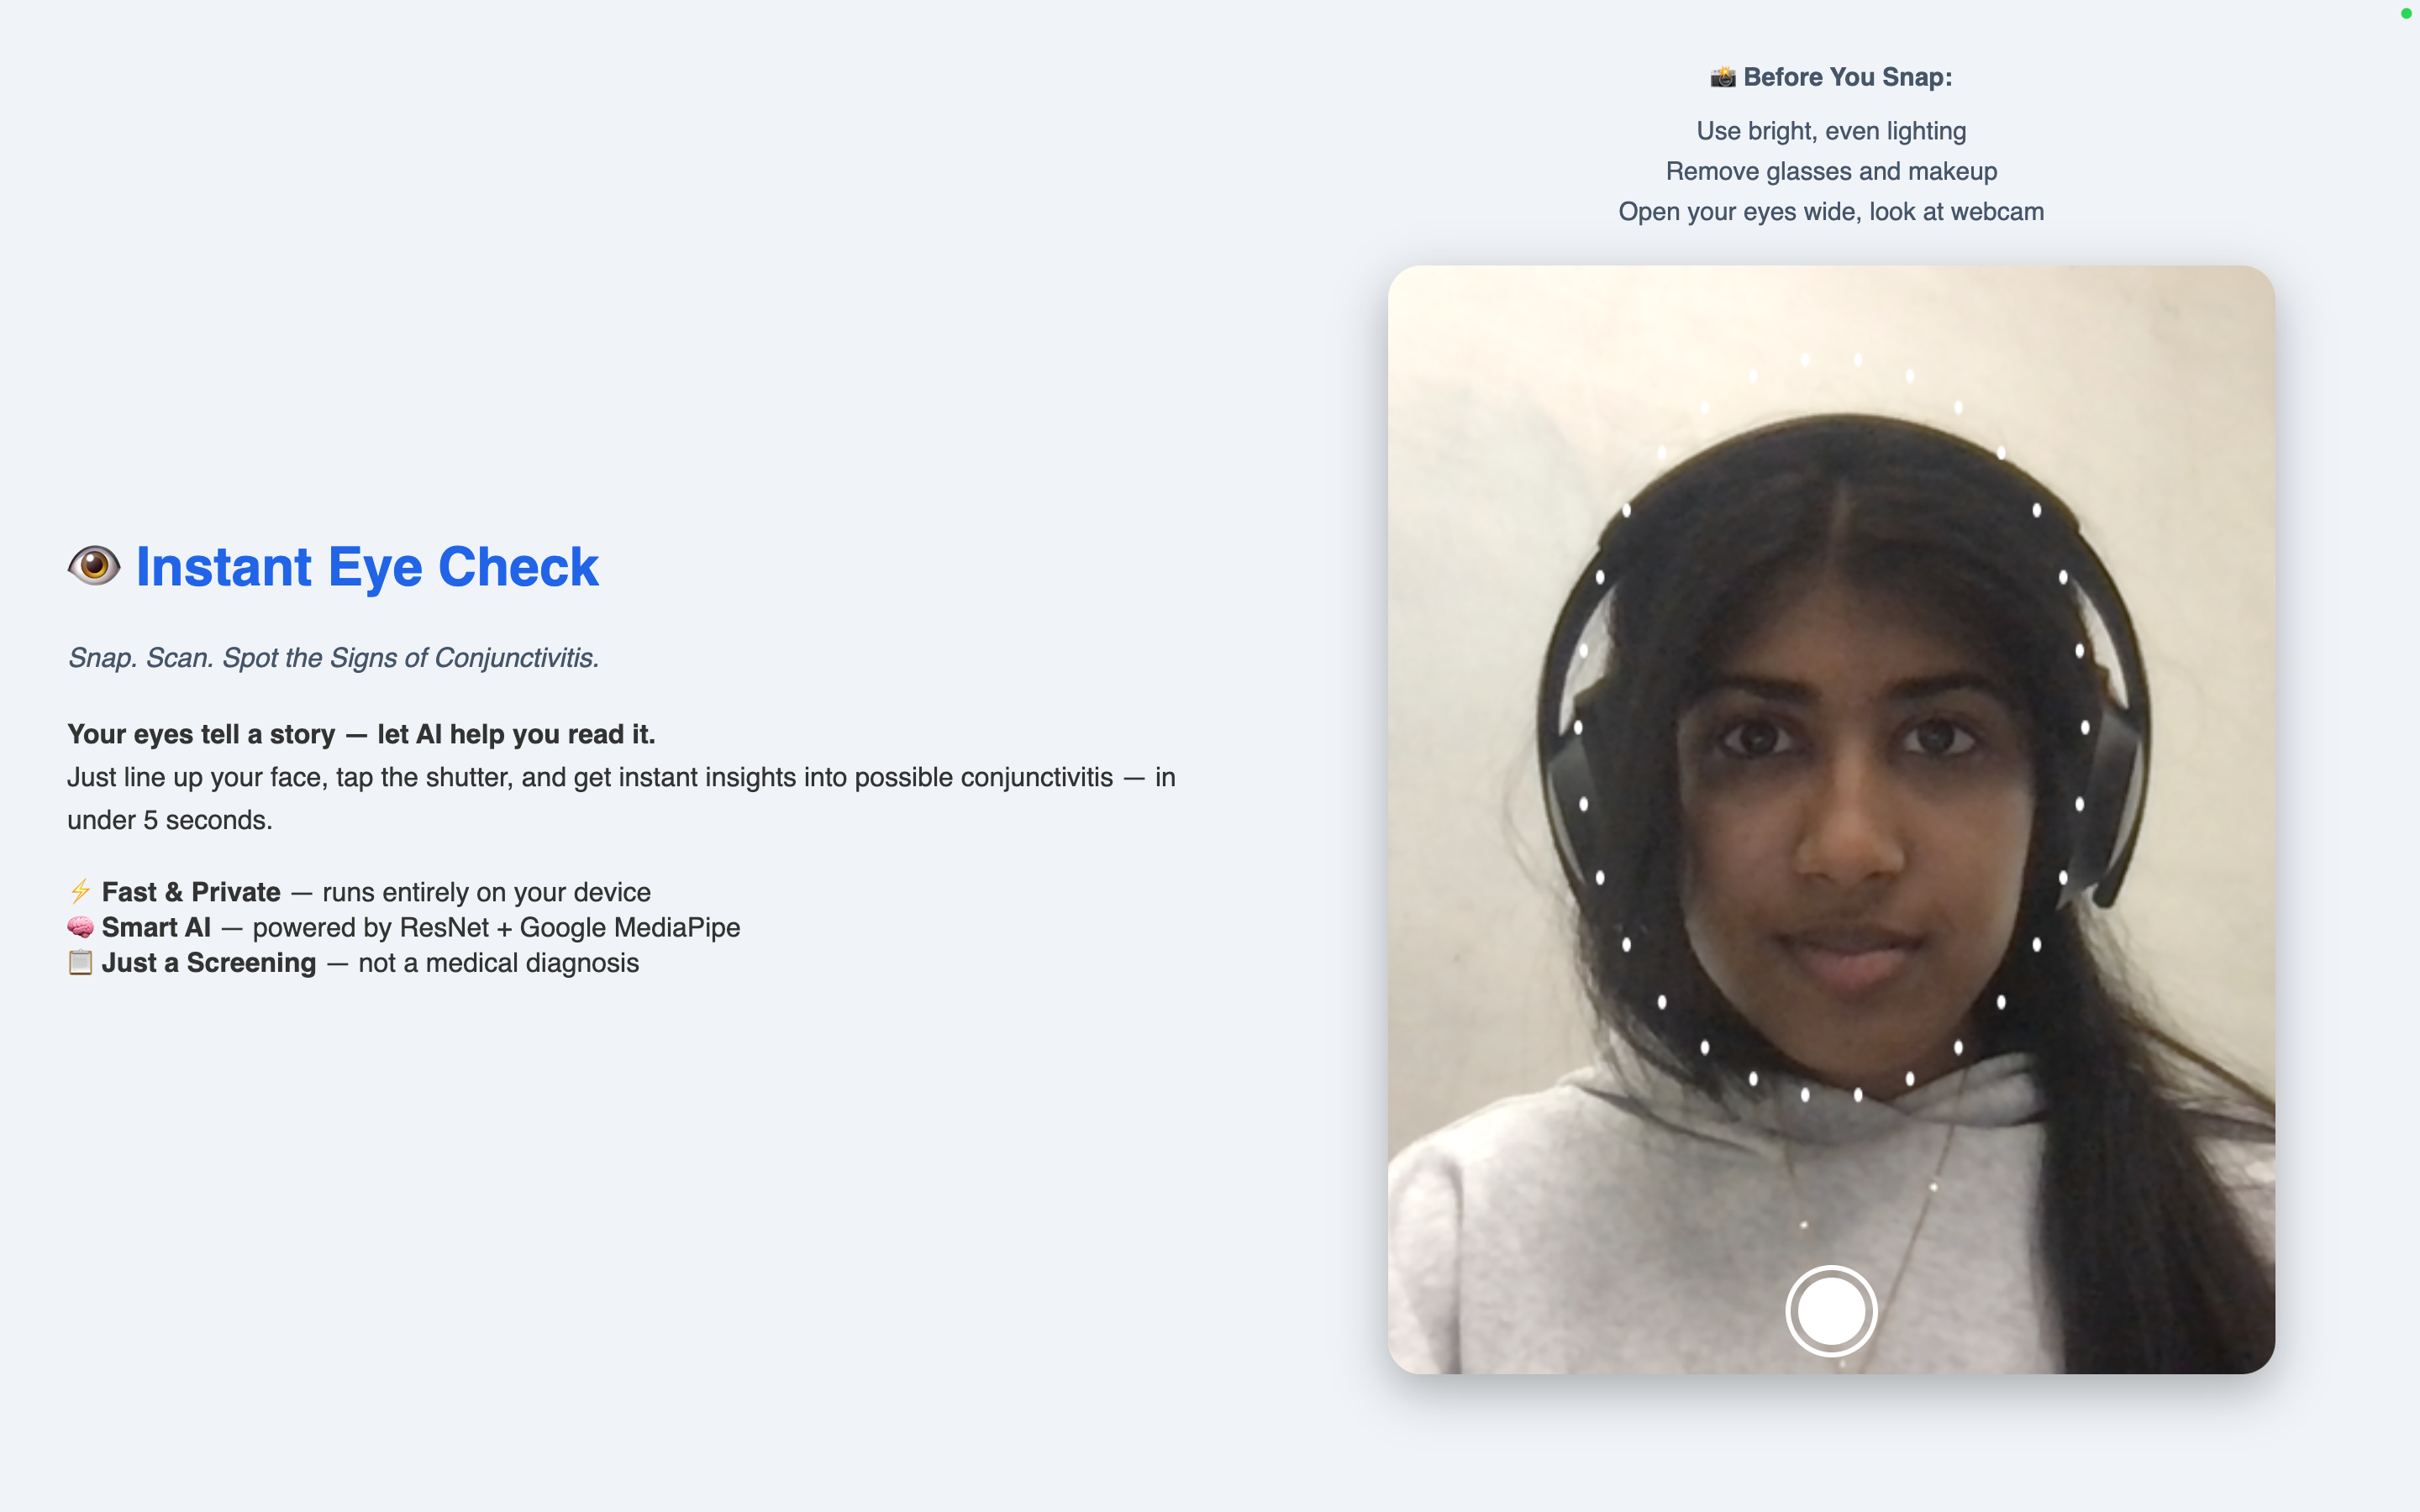 👁️ Instant Eye Check
Snap. Scan. Spot the Signs of Conjunctivitis.
Your eyes tell a story — let AI help you read it.
Just line up your face, tap the shutter, and get instant insights into possible conjunctivitis — in
under 5 seconds.
⚡ Fast & Private — runs entirely on your device
🧠 Smart AI — powered by ResNet + Google MediaPipe
📋 Just a Screening — not a medical diagnosis
📸 Before You Snap:
Use bright, even lighting
Remove glasses and makeup
Open your eyes wide, look at webcam